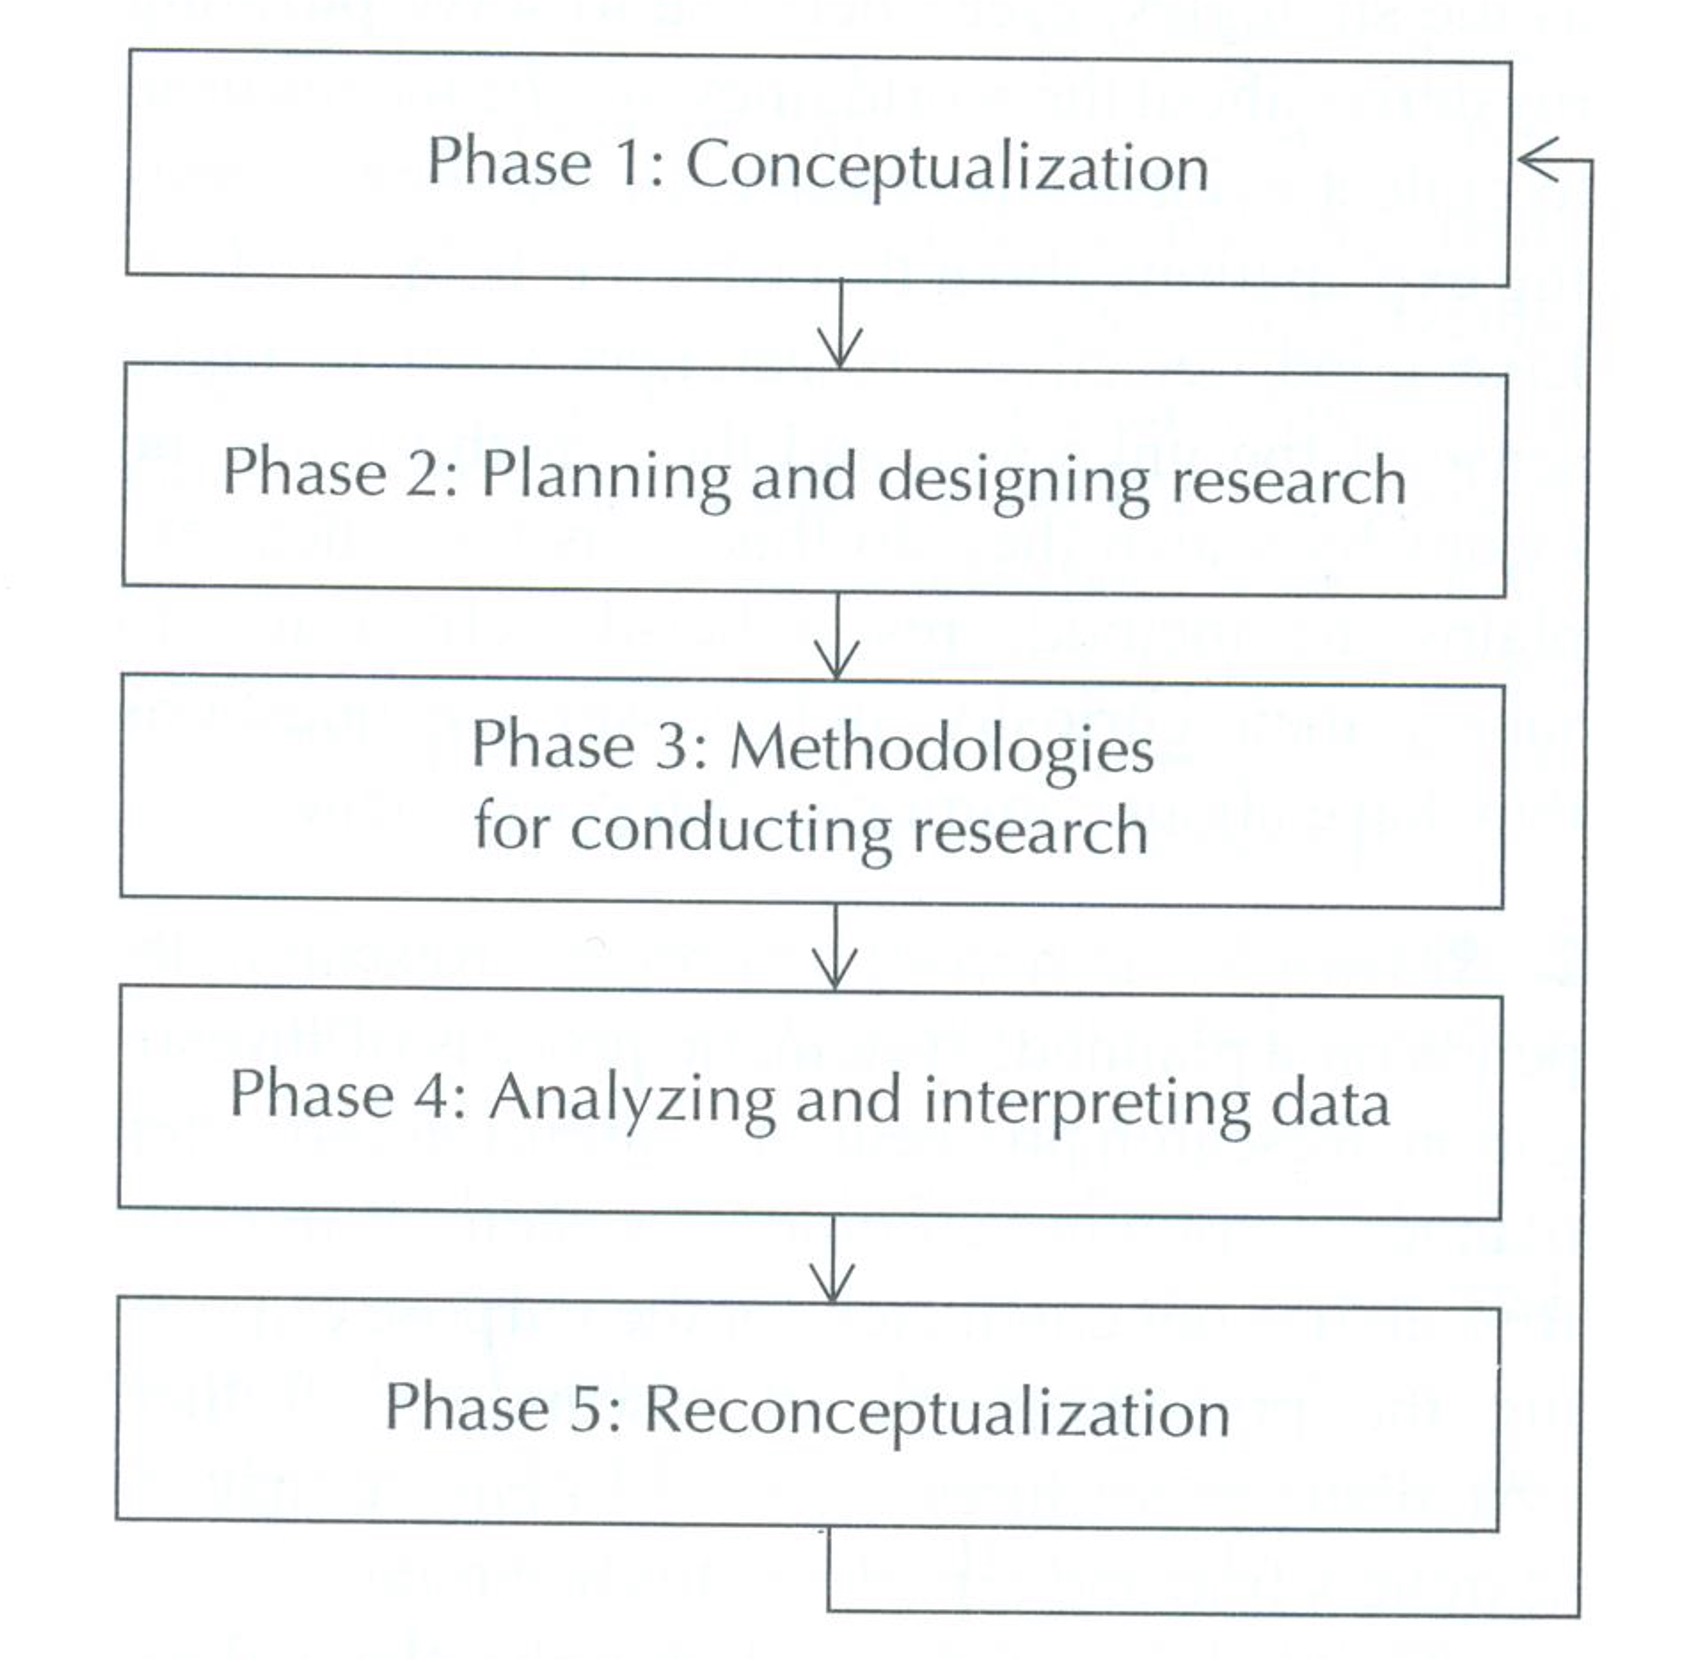 Phase 1: Conceptualization
Phase 2: Planning and designing research
Phase 3: Methodologies
for conducting research
Phase 4: Analyzing and interpreting data
Phase 5: Reconceptualization